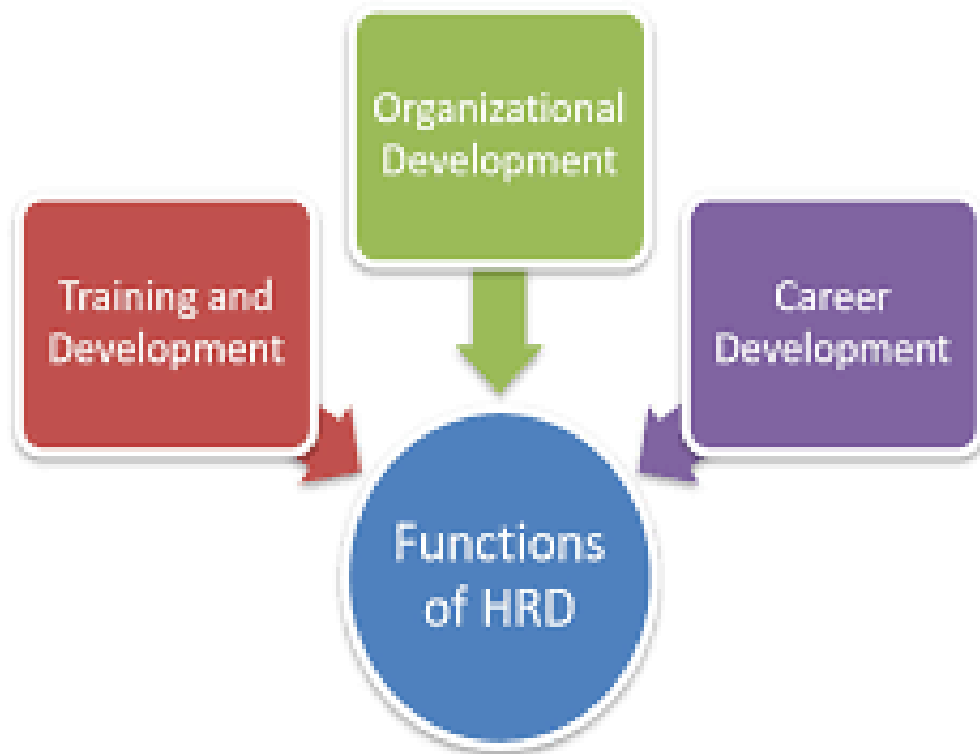 Organizational
Development
Training and
Development
Career
Development
Functions
of HRD